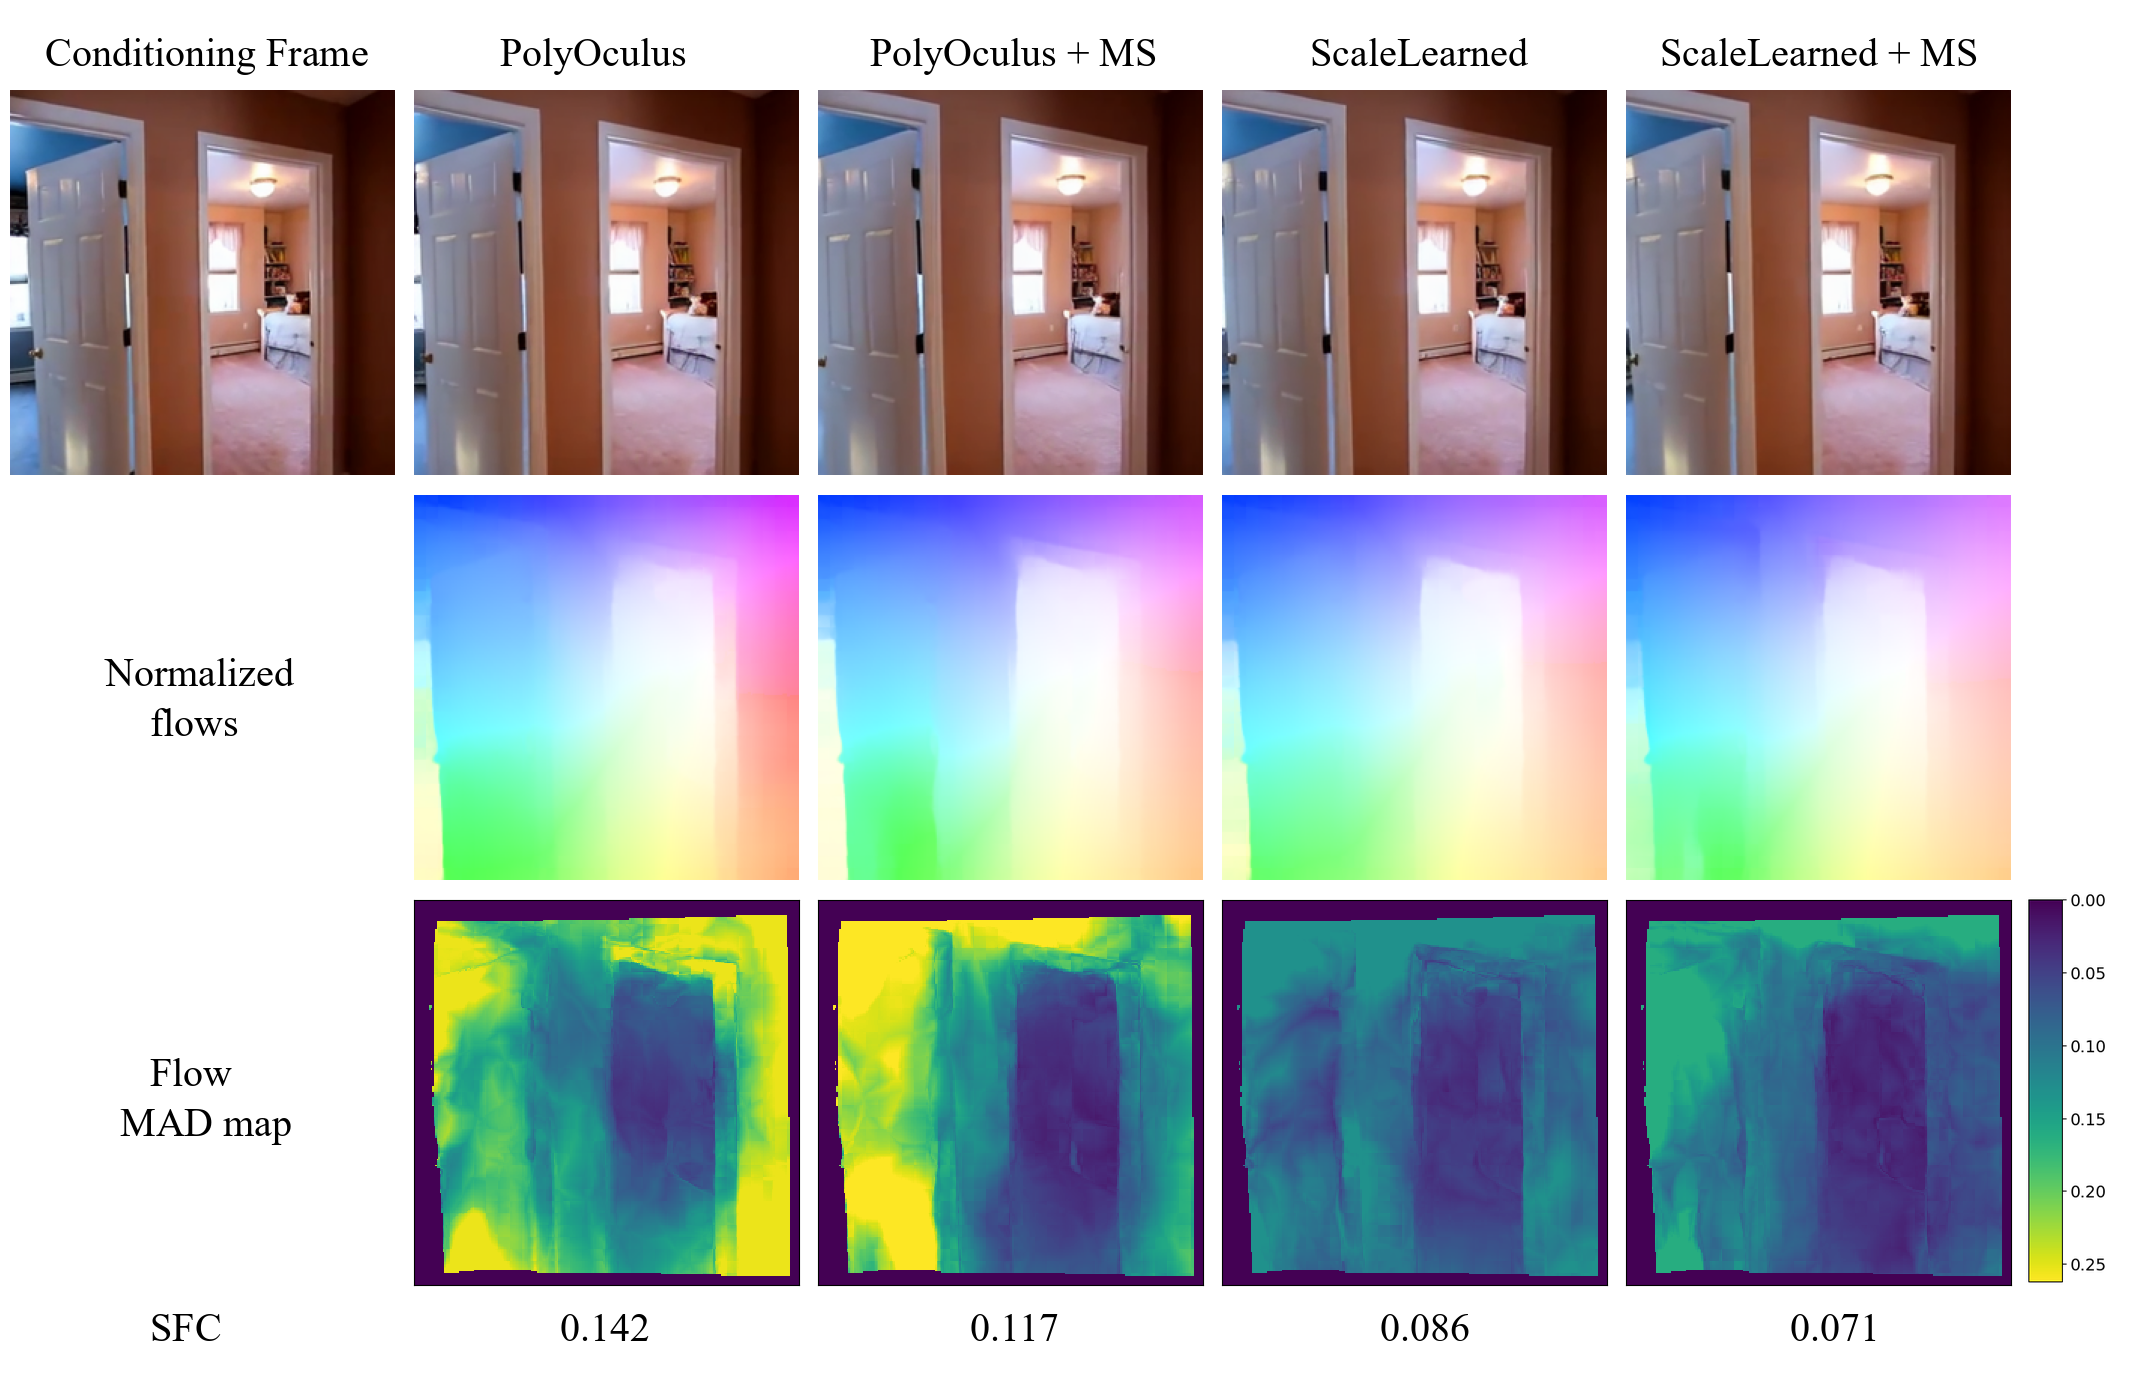 Conditioning Frame
PolyOculus
PolyOculus + MS
ScaleLearned
ScaleLearned + MS
Normalized
flows
Flow
MAD map
0.00
0.05
0.10
0.15
0.20
0.25
SFC
0.142
0.117
0.086
0.071